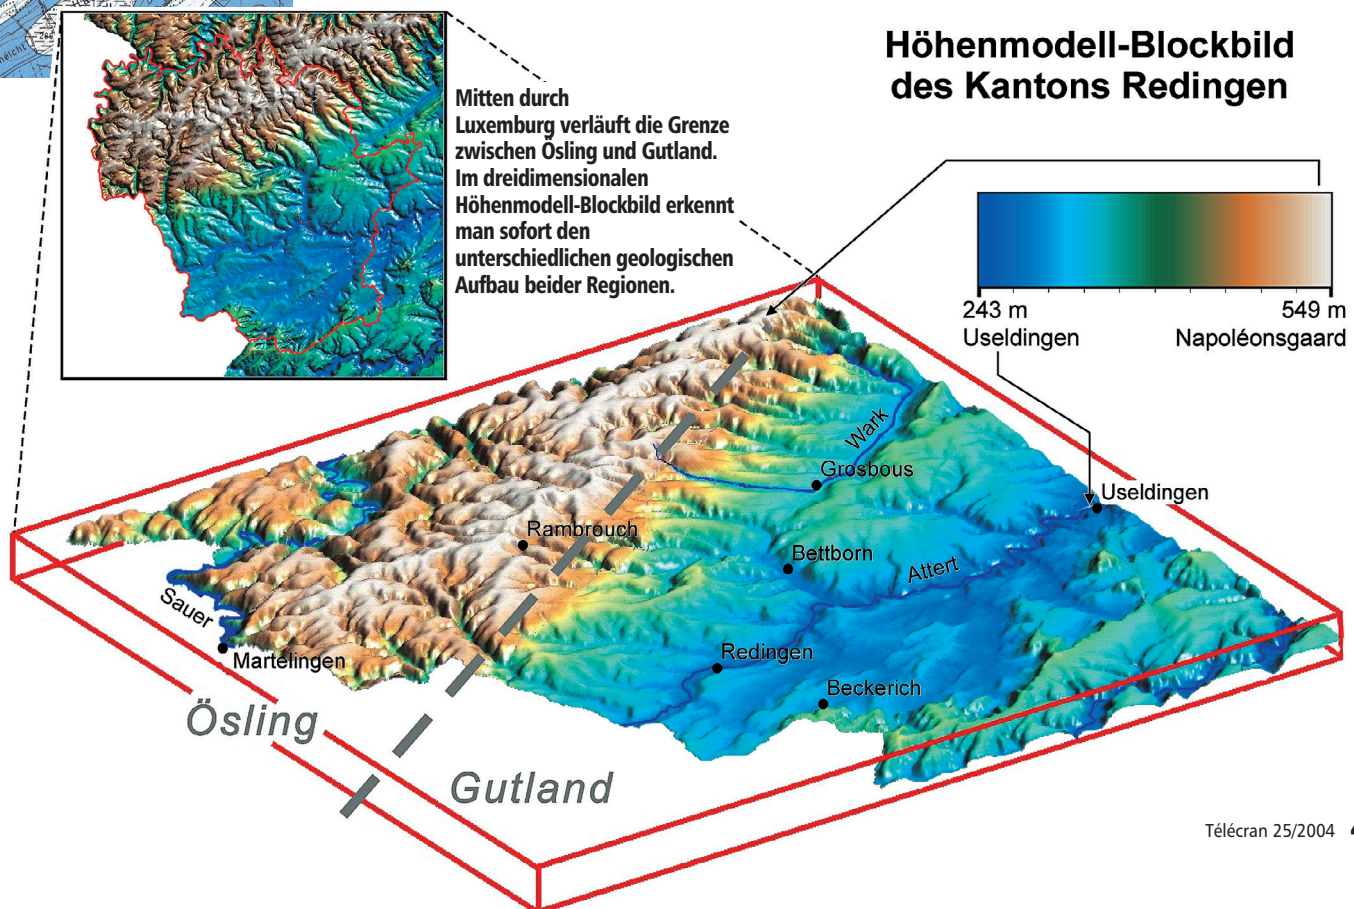 Höhenmodell-Blockbild
des Kantons Redingen
Mitten durch
Luxemburg verläuft die Grenze
zwischen Ösling und Gutland.
Im dreidimensionalen
Höhenmodell-Blockbild erkennt
man sofort den
unterschiedlichen geologischen
Aufbau beider Regionen.
243 m
549 m
Useldingen
Napoléonsgaard
Wark
Grosbous
Useldingen
Rambrouch
Bettborn
Attert
Sauer
Martelingen
Redingen
Beckerich
Ösling
Gutland
Télécran 25/2004